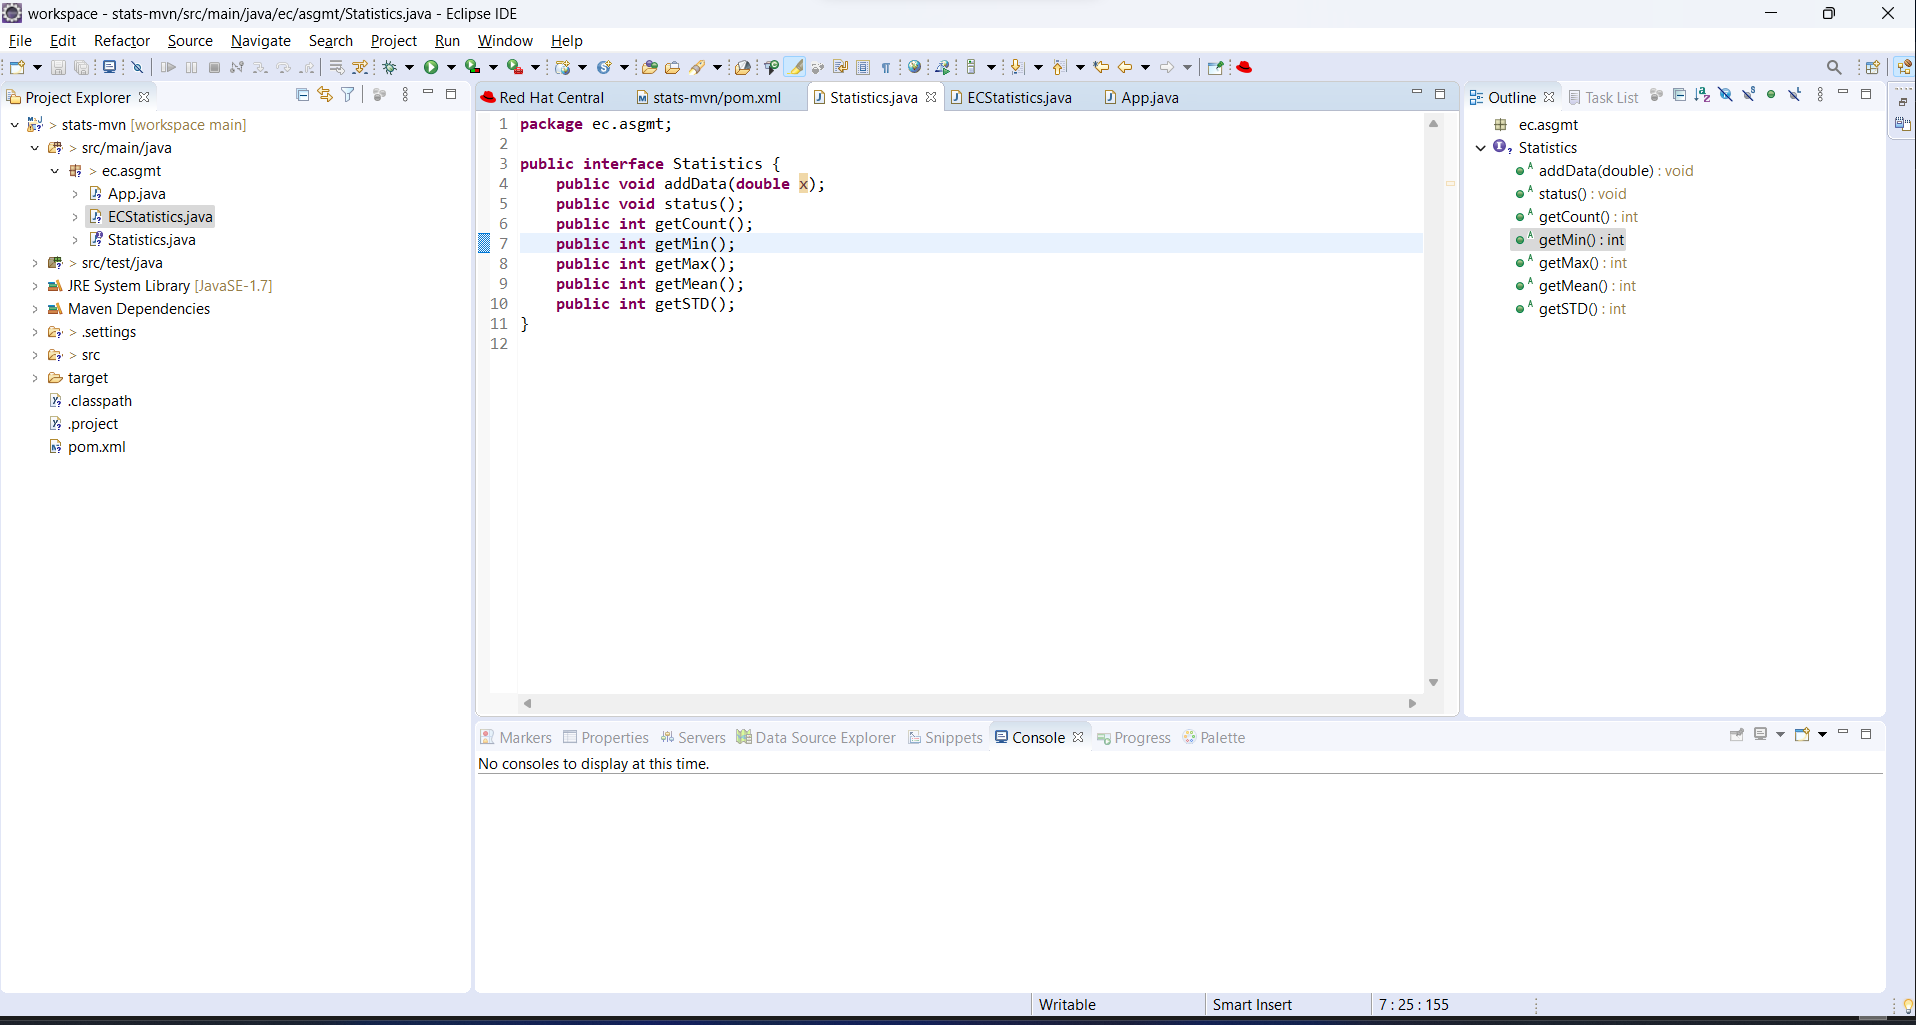 workspace - stats-mvn/src/main/java/ec/asgmt/Statistics.java - Eclipse IDE
File Edit Refactor Source Navigate Search Project Run Window Help
Project Explorer
> stats-mvn [workspace main]
> src/main/java
> ec.asgmt
App.java
ECStatistics.java
Statistics.java
> src/test/java
JRE System Library [JavaSE-1.7]
Maven Dependencies
> .settings
> src
target
.classpath
.project
pom.xml
Red Hat Central stats-mvn/pom.xml Statistics.java ECStatistics.java App.java
1 package ec.asgmt;
2
3 public interface Statistics {
4 public void addData(double x);
5 public void status();
6 public int getCount();
7 public int getMin();
8 public int getMax();
9 public int getMean();
10 public int getSTD();
11 }
12
Outline Task List
ec.asgmt
Statistics
addData(double) : void
status() : void
getCount() : int
getMin() : int
getMax() : int
getMean() : int
getSTD() : int
Markers Properties Servers Data Source Explorer Snippets Console Progress Palette
No consoles to display at this time.
Writable Smart Insert 7 : 25 : 155